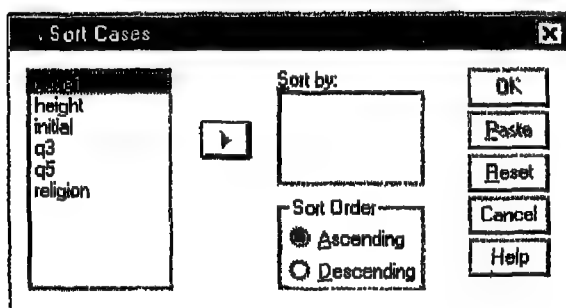 Sort Cases
height
initial
q3
q5
religion
Sort by:
Sort Order
Ascending
Descending
OK
Paste
Reset
Cancel
Help